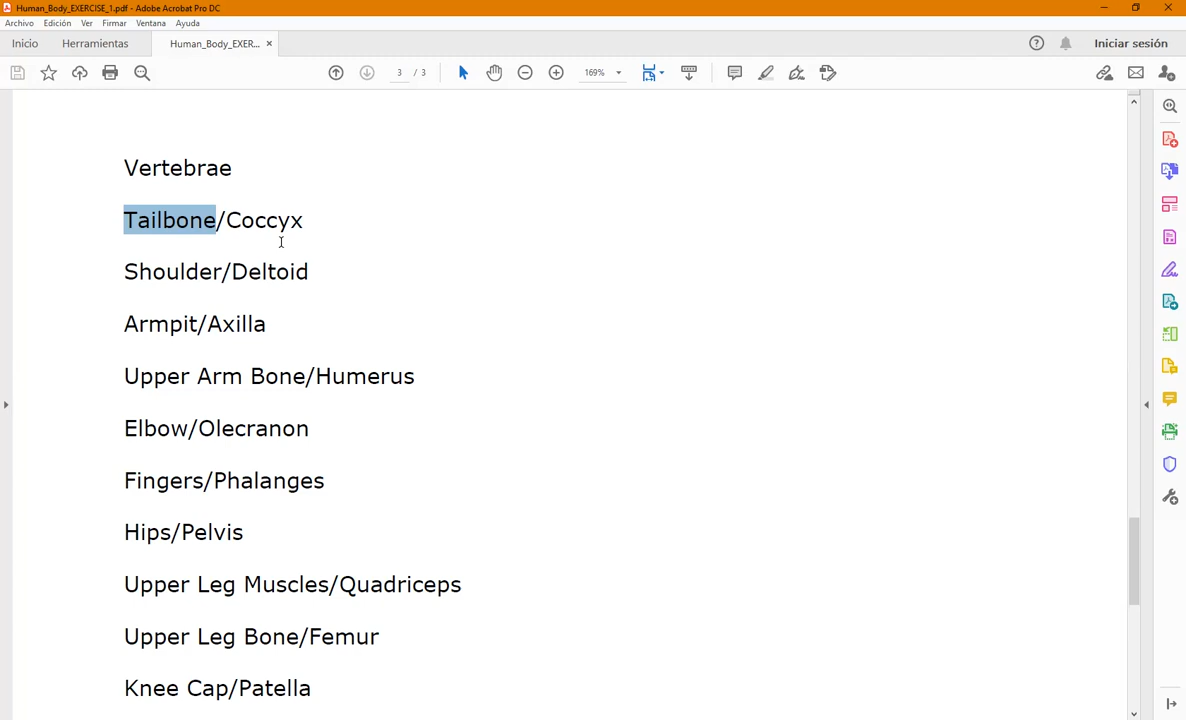 Human_Body_EXERCISE_1.pdf - Adobe Acrobat Pro DC
Archivo Edición Ver Firmar Ventana Ayuda
Inicio Herramientas Human_Body_EXER... × Iniciar sesión
3 / 3 169%
Vertebrae
Tailbone/Coccyx
Shoulder/Deltoid
Armpit/Axilla
Upper Arm Bone/Humerus
Elbow/Olecranon
Fingers/Phalanges
Hips/Pelvis
Upper Leg Muscles/Quadriceps
Upper Leg Bone/Femur
Knee Cap/Patella